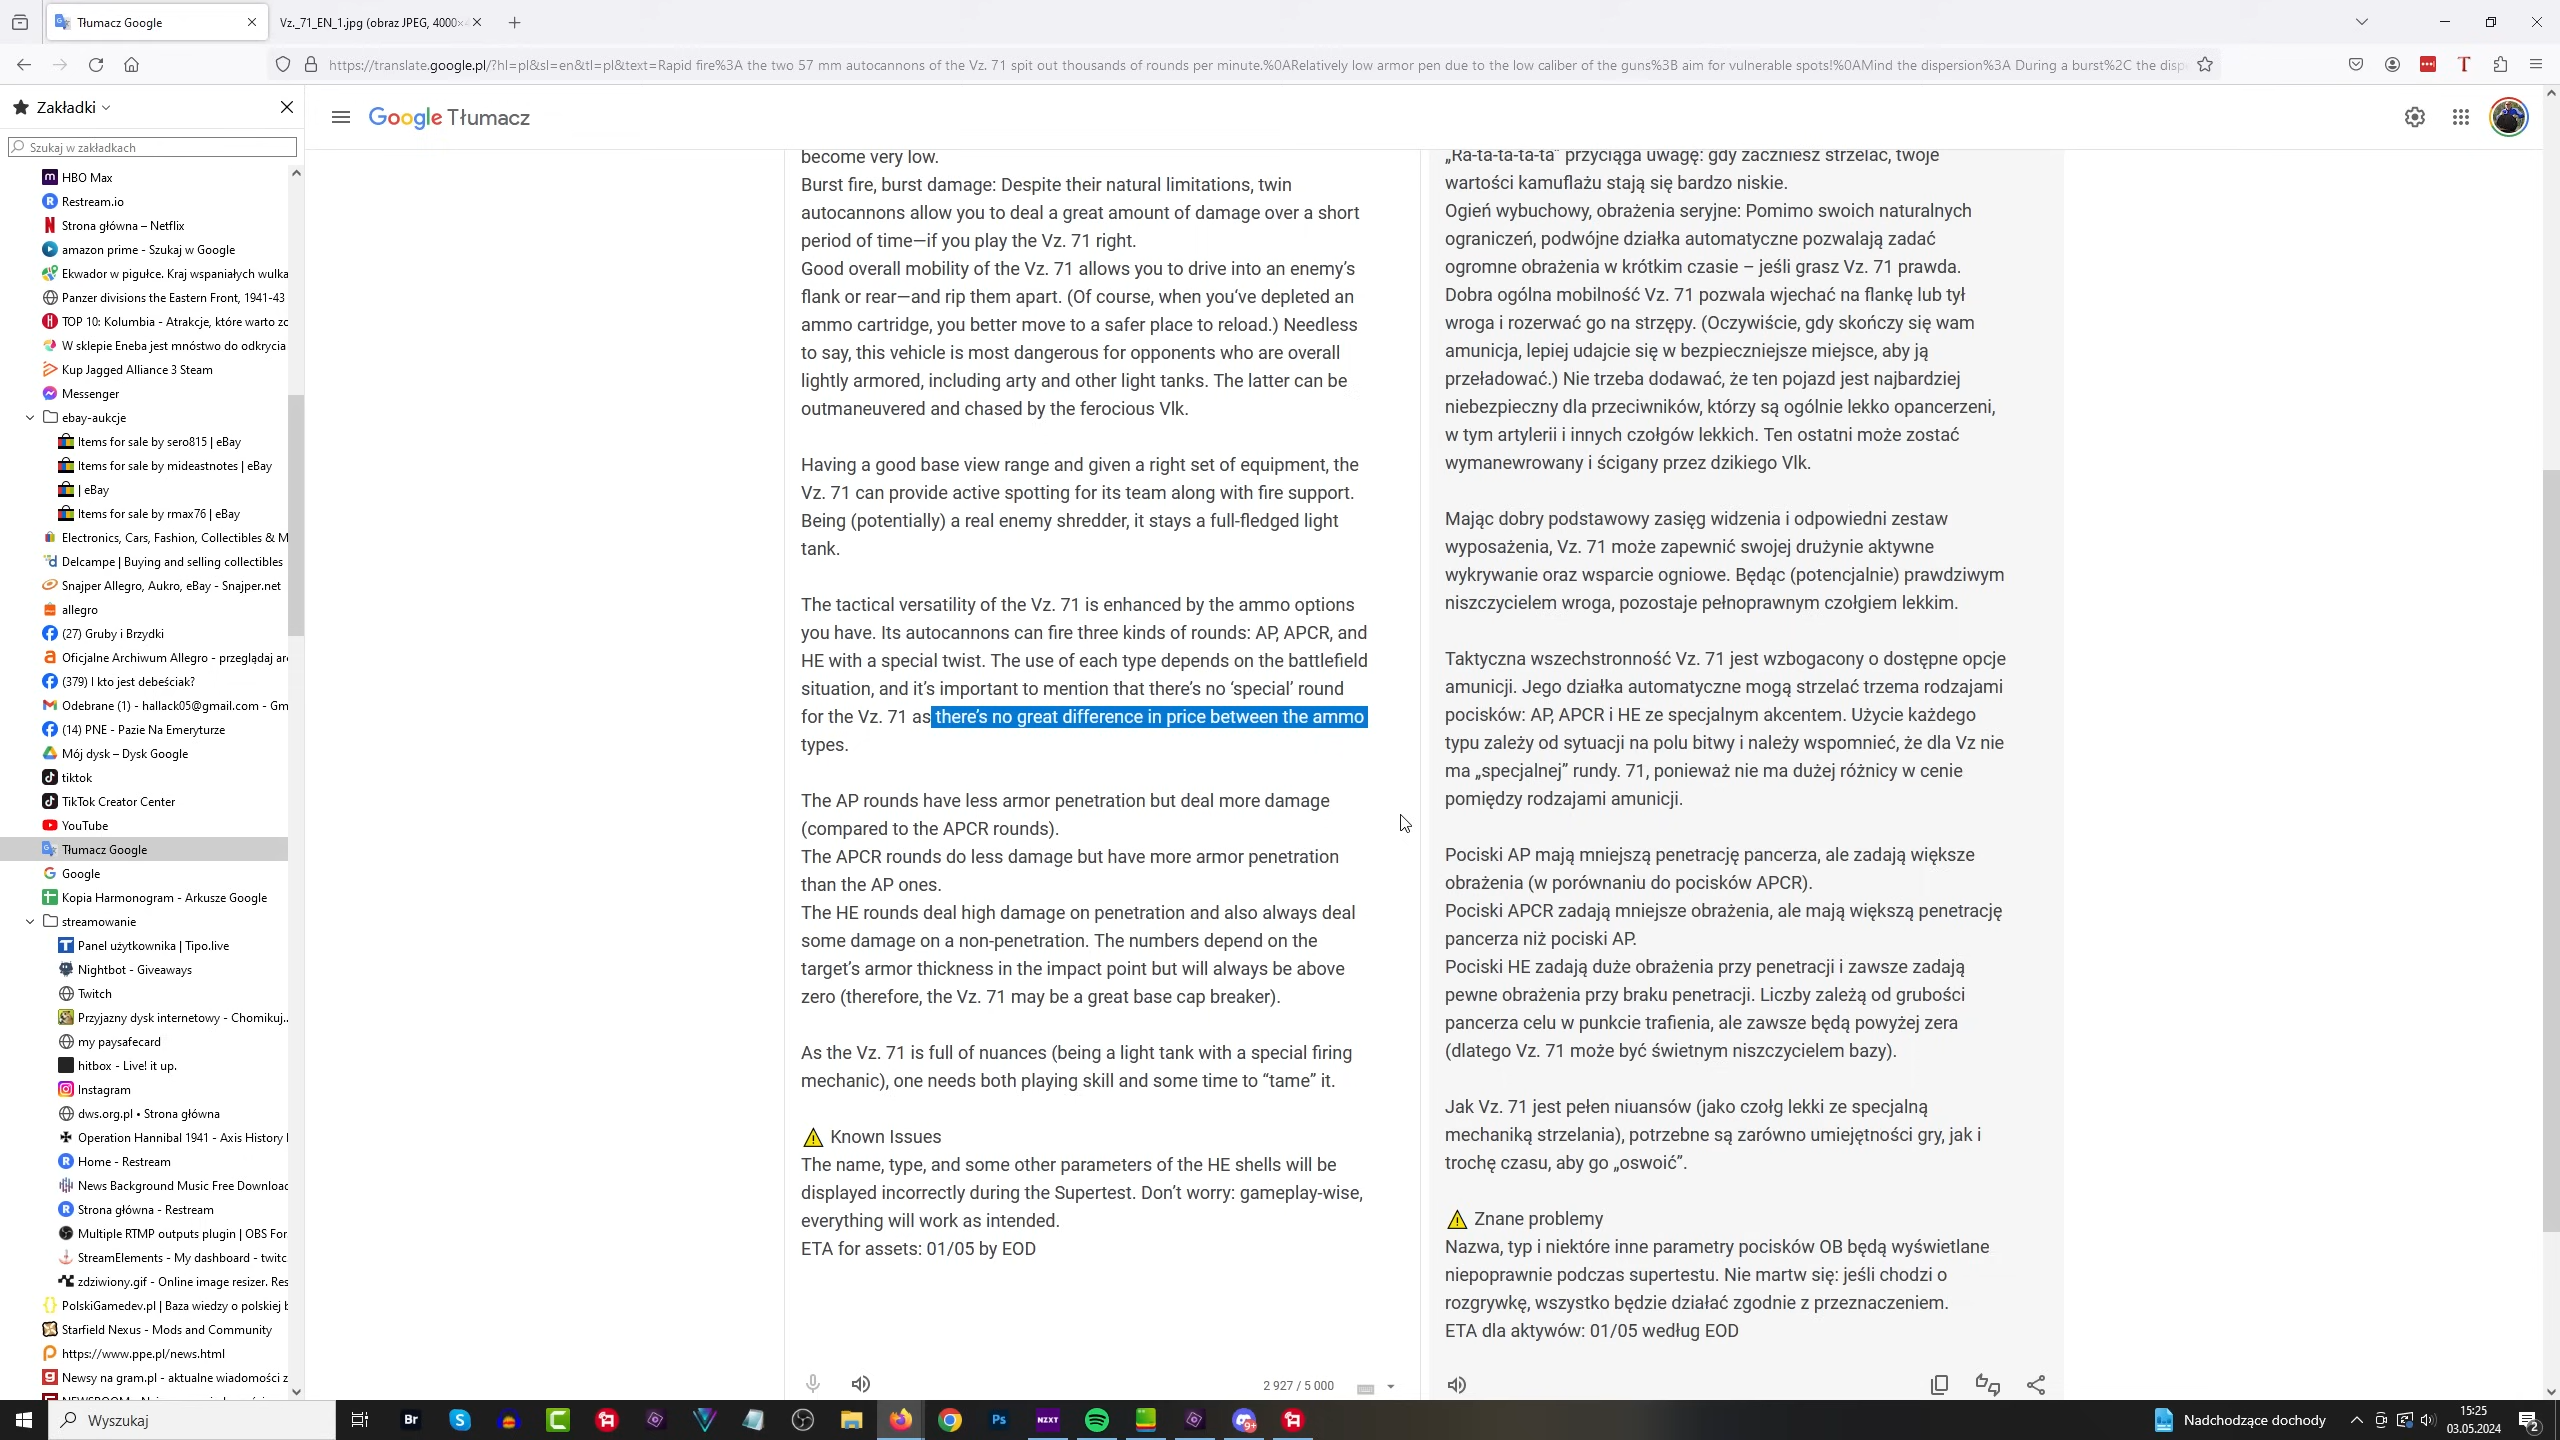 Tłumacz Google
Vz._71_EN_1.jpg (obraz JPEG, 4000×
https://translate.google.pl/?hl=pl&sl=en&tl=pl&text=Rapid fire%3A the two 57 mm autocannons of the Vz. 71 spit out thousands of rounds per minute.%0ARelatively low armor pen due to the low caliber of the guns%3B aim for vulnerable spots!%0AMind the dispersion%3A During a burst%2C the disp
Zakładki
Szukaj w zakładkach
HBO Max
Restream.io
Strona główna – Netflix
amazon prime - Szukaj w Google
Ekwador w pigułce. Kraj wspaniałych wulka
Panzer divisions the Eastern Front, 1941-43
TOP 10: Kolumbia - Atrakcje, które warto zo
W sklepie Eneba jest mnóstwo do odkrycia
Kup Jagged Alliance 3 Steam
Messenger
ebay-aukcje
Items for sale by sero815 | eBay
Items for sale by mideastnotes | eBay
| eBay
Items for sale by rmax76 | eBay
Electronics, Cars, Fashion, Collectibles & M
Delcampe | Buying and selling collectibles
Snajper Allegro, Aukro, eBay - Snajper.net
allegro
(27) Gruby i Brzydki
Oficjalne Archiwum Allegro - przeglądaj arc
(379) I kto jest debeściak?
Odebrane (1) - hallack05@gmail.com - Gm
(14) PNE - Pazie Na Emeryturze
Mój dysk – Dysk Google
tiktok
TikTok Creator Center
YouTube
Tłumacz Google
Google
Kopia Harmonogram - Arkusze Google
streamowanie
Panel użytkownika | Tipo.live
Nightbot - Giveaways
Twitch
Przyjazny dysk internetowy - Chomikuj..
my paysafecard
hitbox - Live! it up.
Instagram
dws.org.pl • Strona główna
Operation Hannibal 1941 - Axis History
Home - Restream
News Background Music Free Download
Strona główna - Restream
Multiple RTMP outputs plugin | OBS For
StreamElements - My dashboard - twitc
zdziwiony.gif - Online image resizer. Res
PolskiGamedev.pl | Baza wiedzy o polskiej b
Starfield Nexus - Mods and Community
https://www.ppe.pl/news.html
Newsy na gram.pl - aktualne wiadomości z
Google Tłumacz
become very low.
Burst fire, burst damage: Despite their natural limitations, twin
autocannons allow you to deal a great amount of damage over a short
period of time—if you play the Vz. 71 right.
Good overall mobility of the Vz. 71 allows you to drive into an enemy’s
flank or rear—and rip them apart. (Of course, when you‘ve depleted an
ammo cartridge, you better move to a safer place to reload.) Needless
to say, this vehicle is most dangerous for opponents who are overall
lightly armored, including arty and other light tanks. The latter can be
outmaneuvered and chased by the ferocious Vlk.
Having a good base view range and given a right set of equipment, the
Vz. 71 can provide active spotting for its team along with fire support.
Being (potentially) a real enemy shredder, it stays a full-fledged light
tank.
The tactical versatility of the Vz. 71 is enhanced by the ammo options
you have. Its autocannons can fire three kinds of rounds: AP, APCR, and
HE with a special twist. The use of each type depends on the battlefield
situation, and it’s important to mention that there’s no ‘special’ round
for the Vz. 71 as there’s no great difference in price between the ammo
types.
The AP rounds have less armor penetration but deal more damage
(compared to the APCR rounds).
The APCR rounds do less damage but have more armor penetration
than the AP ones.
The HE rounds deal high damage on penetration and also always deal
some damage on a non-penetration. The numbers depend on the
target’s armor thickness in the impact point but will always be above
zero (therefore, the Vz. 71 may be a great base cap breaker).
As the Vz. 71 is full of nuances (being a light tank with a special firing
mechanic), one needs both playing skill and some time to “tame” it.
Known Issues
The name, type, and some other parameters of the HE shells will be
displayed incorrectly during the Supertest. Don’t worry: gameplay-wise,
everything will work as intended.
ETA for assets: 01/05 by EOD
2 927 / 5 000
„Ra-ta-ta-ta-ta” przyciąga uwagę: gdy zaczniesz strzelać, twoje
wartości kamuflażu stają się bardzo niskie.
Ogień wybuchowy, obrażenia seryjne: Pomimo swoich naturalnych
ograniczeń, podwójne działka automatyczne pozwalają zadać
ogromne obrażenia w krótkim czasie – jeśli grasz Vz. 71 prawda.
Dobra ogólna mobilność Vz. 71 pozwala wjechać na flankę lub tył
wroga i rozerwać go na strzępy. (Oczywiście, gdy skończy się wam
amunicja, lepiej udajcie się w bezpieczniejsze miejsce, aby ją
przeładować.) Nie trzeba dodawać, że ten pojazd jest najbardziej
niebezpieczny dla przeciwników, którzy są ogólnie lekko opancerzeni,
w tym artylerii i innych czołgów lekkich. Ten ostatni może zostać
wymanewrowany i ścigany przez dzikiego Vlk.
Mając dobry podstawowy zasięg widzenia i odpowiedni zestaw
wyposażenia, Vz. 71 może zapewnić swojej drużynie aktywne
wykrywanie oraz wsparcie ogniowe. Będąc (potencjalnie) prawdziwym
niszczycielem wroga, pozostaje pełnoprawnym czołgiem lekkim.
Taktyczna wszechstronność Vz. 71 jest wzbogacony o dostępne opcje
amunicji. Jego działka automatyczne mogą strzelać trzema rodzajami
pocisków: AP, APCR i HE ze specjalnym akcentem. Użycie każdego
typu zależy od sytuacji na polu bitwy i należy wspomnieć, że dla Vz nie
ma „specjalnej” rundy. 71, ponieważ nie ma dużej różnicy w cenie
pomiędzy rodzajami amunicji.
Pociski AP mają mniejszą penetrację pancerza, ale zadają większe
obrażenia (w porównaniu do pocisków APCR).
Pociski APCR zadają mniejsze obrażenia, ale mają większą penetrację
pancerza niż pociski AP.
Pociski HE zadają duże obrażenia przy penetracji i zawsze zadają
pewne obrażenia przy braku penetracji. Liczby zależą od grubości
pancerza celu w punkcie trafienia, ale zawsze będą powyżej zera
(dlatego Vz. 71 może być świetnym niszczycielem bazy).
Jak Vz. 71 jest pełen niuansów (jako czołg lekki ze specjalną
mechaniką strzelania), potrzebne są zarówno umiejętności gry, jak i
trochę czasu, aby go „oswoić”.
Znane problemy
Nazwa, typ i niektóre inne parametry pocisków OB będą wyświetlane
niepoprawnie podczas supertestu. Nie martw się: jeśli chodzi o
rozgrywkę, wszystko będzie działać zgodnie z przeznaczeniem.
ETA dla aktywów: 01/05 według EOD
Wyszukaj
Br
Ps
NZXT
9+
Nadchodzące dochody
15:25
03.05.2024
2